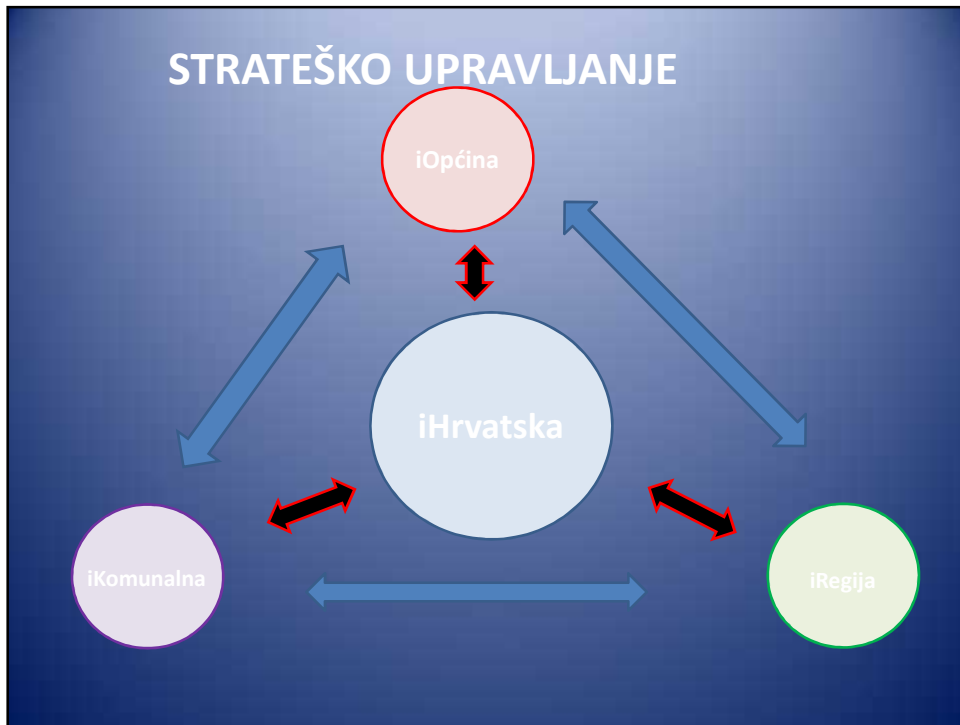 STRATEŠKO UPRAVLJANJE
iOpćina
iHrvatska
iKomunalna
iRegija